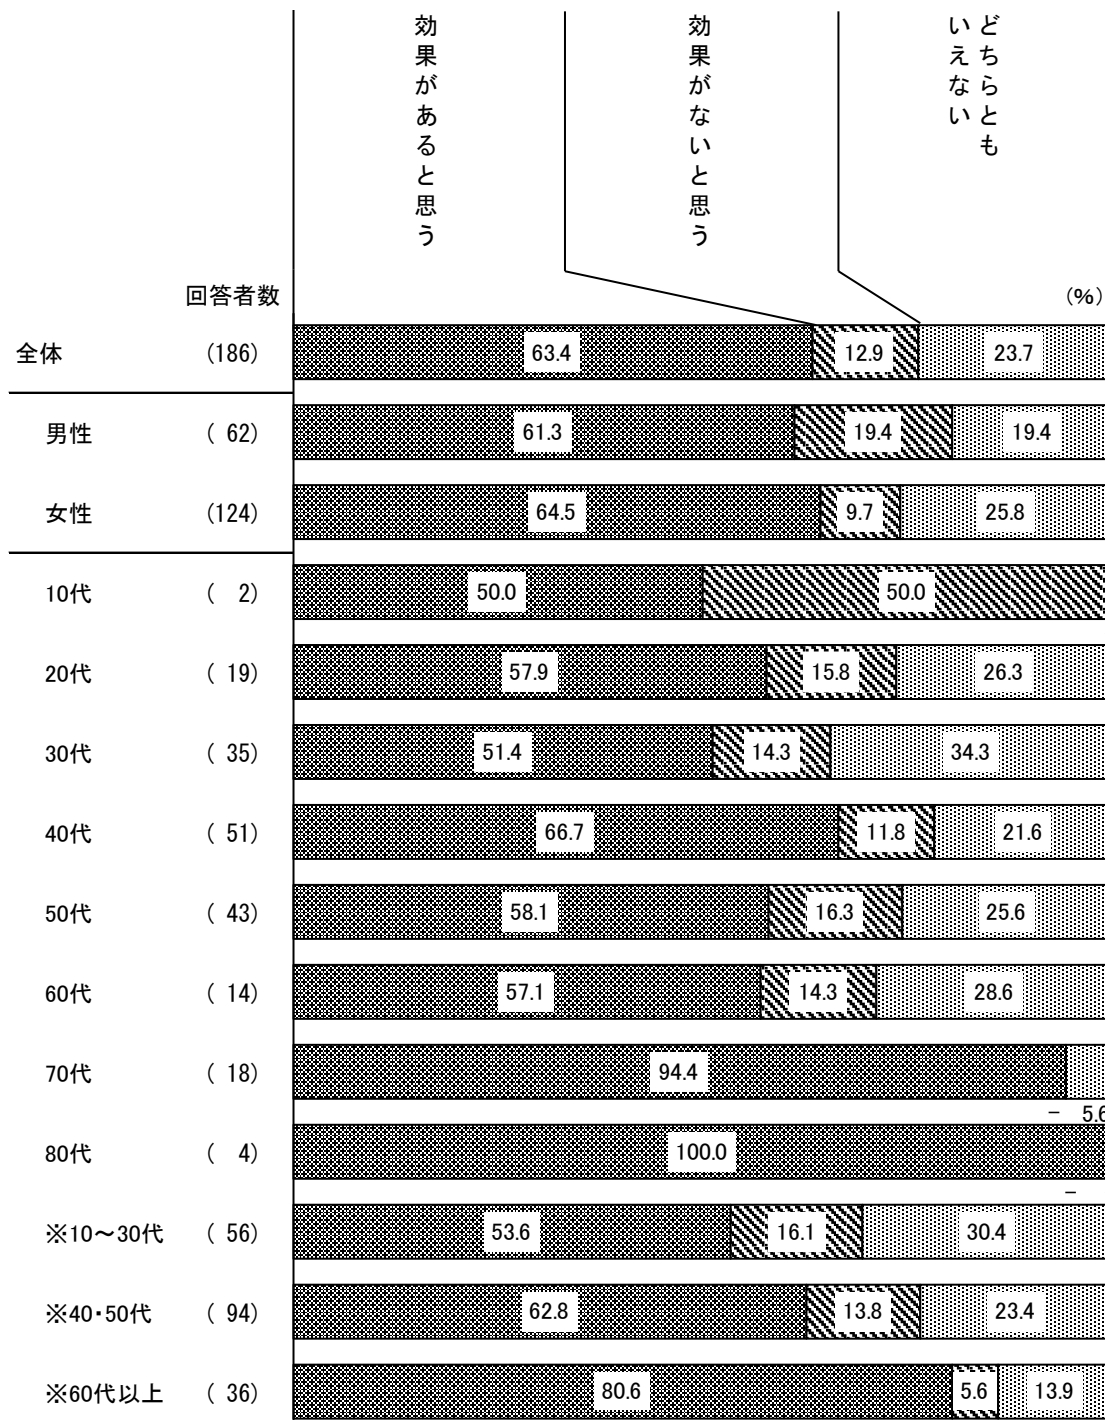 効果があると思う
効果がないと思う
どちらとも
いえない
回答者数
(%)
全体 (186) 63.4 12.9 23.7
男性 ( 62) 61.3 19.4 19.4
女性 (124) 64.5 9.7 25.8
10代 ( 2) 50.0 50.0
20代 ( 19) 57.9 15.8 26.3
30代 ( 35) 51.4 14.3 34.3
40代 ( 51) 66.7 11.8 21.6
50代 ( 43) 58.1 16.3 25.6
60代 ( 14) 57.1 14.3 28.6
70代 ( 18) 94.4
− 5.6
80代 ( 4) 100.0
−
※10～30代 ( 56) 53.6 16.1 30.4
※40・50代 ( 94) 62.8 13.8 23.4
※60代以上 ( 36) 80.6 5.6 13.9